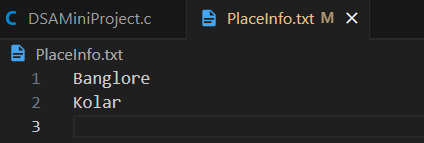 C DSAMiniProject.c PlaceInfo.txt M ×
PlaceInfo.txt
1 Banglore
2 Kolar
3